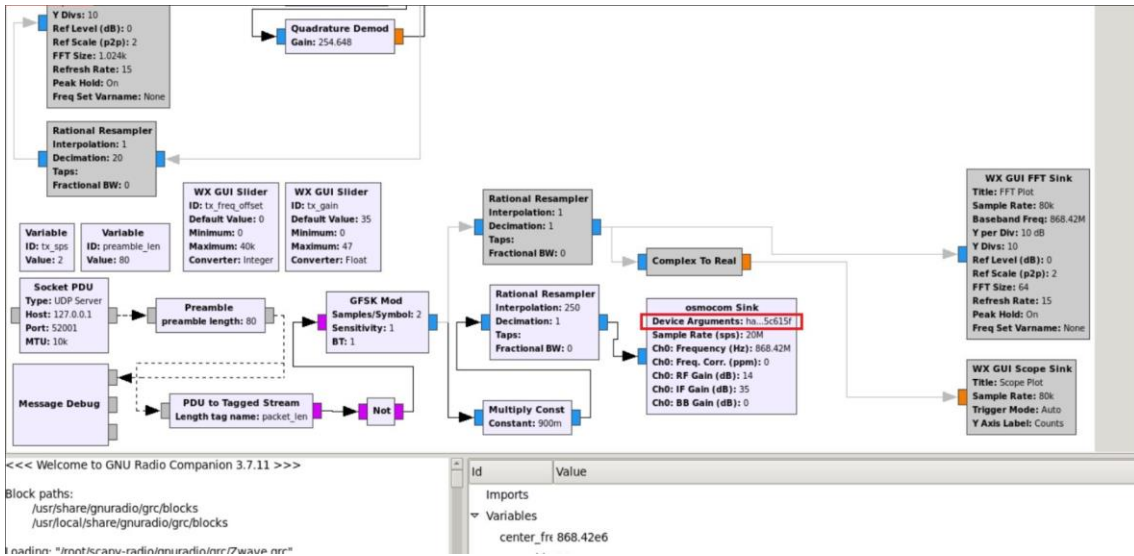 Y Divs: 10
Ref Level (dB): 0
Ref Scale (p2p): 2
FFT Size: 1.024k
Refresh Rate: 15
Peak Hold: On
Freq Set Varname: None
Quadrature Demod
Gain: 254.648
Rational Resampler
Interpolation: 1
Decimation: 20
Taps:
Fractional BW: 0
Variable
ID: tx_sps
Value: 2
Variable
ID: preamble_len
Value: 80
WX GUI Slider
ID: tx_freq_offset
Default Value: 0
Minimum: 0
Maximum: 40k
Converter: Integer
WX GUI Slider
ID: tx_gain
Default Value: 35
Minimum: 0
Maximum: 47
Converter: Float
Rational Resampler
Interpolation: 1
Decimation: 1
Taps:
Fractional BW: 0
Complex To Real
WX GUI FFT Sink
Title: FFT Plot
Sample Rate: 80k
Baseband Freq: 868.42M
Y per Div: 10 dB
Y Divs: 10
Ref Level (dB): 0
Ref Scale (p2p): 2
FFT Size: 64
Refresh Rate: 15
Peak Hold: On
Freq Set Varname: None
Socket PDU
Type: UDP Server
Host: 127.0.0.1
Port: 52001
MTU: 10k
Preamble
preamble length: 80
GFSK Mod
Samples/Symbol: 2
Sensitivity: 1
BT: 1
Rational Resampler
Interpolation: 250
Decimation: 1
Taps:
Fractional BW: 0
osmocom Sink
Device Arguments: ha...5c615f
Sample Rate (sps): 20M
Ch0: Frequency (Hz): 868.42M
Ch0: Freq. Corr. (ppm): 0
Ch0: RF Gain (dB): 14
Ch0: IF Gain (dB): 35
Ch0: BB Gain (dB): 0
WX GUI Scope Sink
Title: Scope Plot
Sample Rate: 80k
Trigger Mode: Auto
Y Axis Label: Counts
Message Debug
PDU to Tagged Stream
Length tag name: packet_len
Not
Multiply Const
Constant: 900m
<<< Welcome to GNU Radio Companion 3.7.11 >>>
Block paths:
/usr/share/gnuradio/grc/blocks
/usr/local/share/gnuradio/grc/blocks
Loading: "/root/scapy-radio/gnuradio/grc/Zwave.grc"
Id Value
Imports
Variables
center_fre 868.42e6